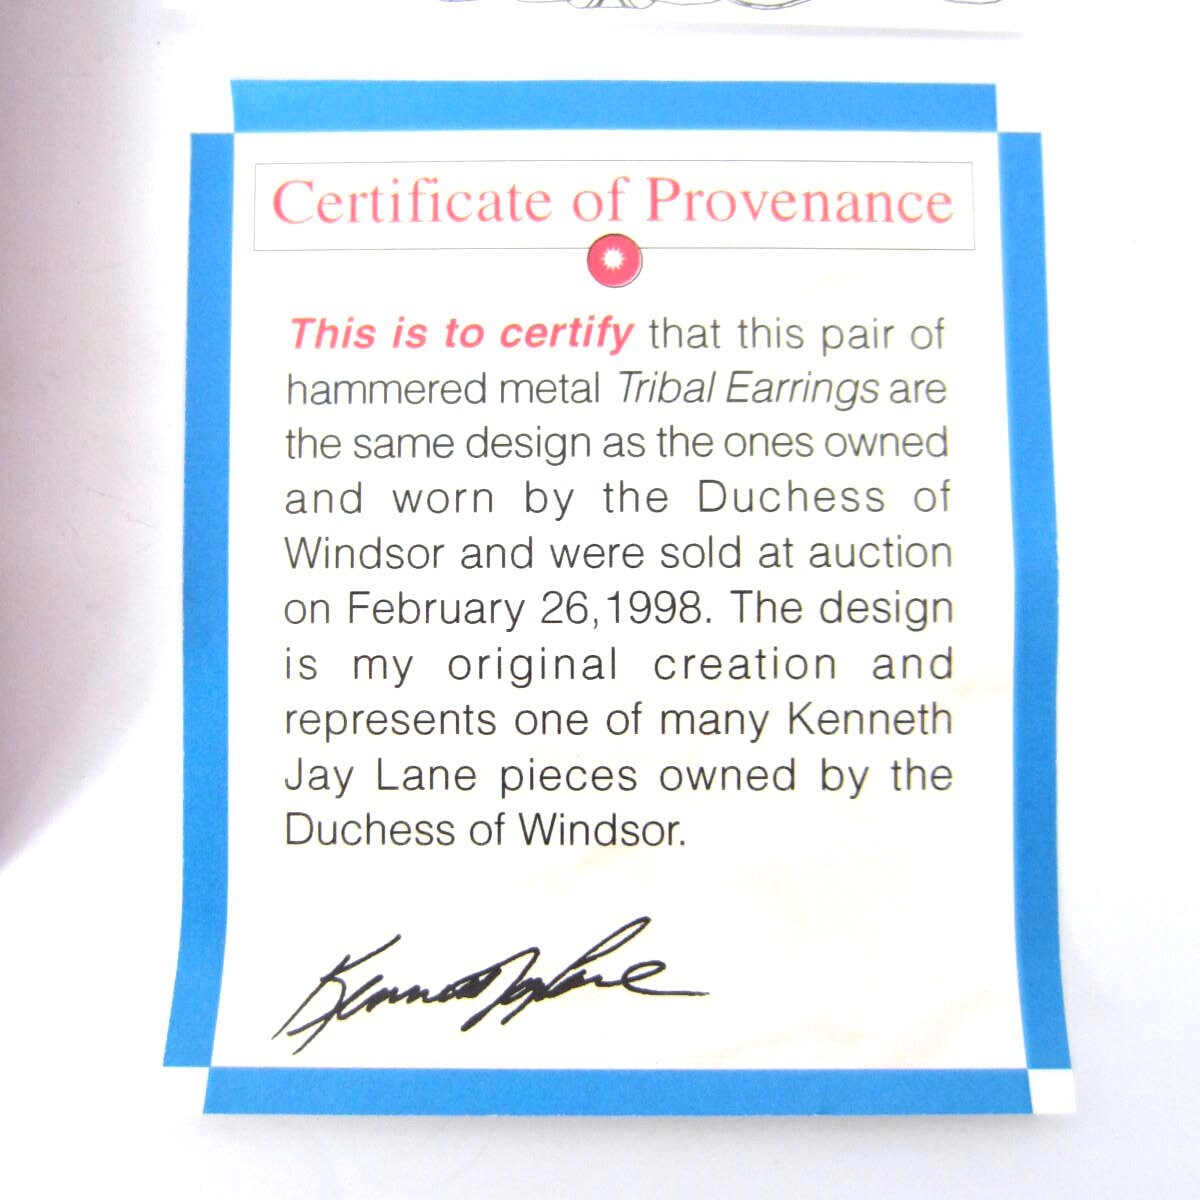 Certificate of Provenance
This is to certify that this pair of
hammered metal Tribal Earrings are
the same design as the ones owned
and worn by the Duchess of
Windsor and were sold at auction
on February 26,1998. The design
is my original creation and
represents one of many Kenneth
Jay Lane pieces owned by the
Duchess of Windsor.
Kenneth Jay Lane